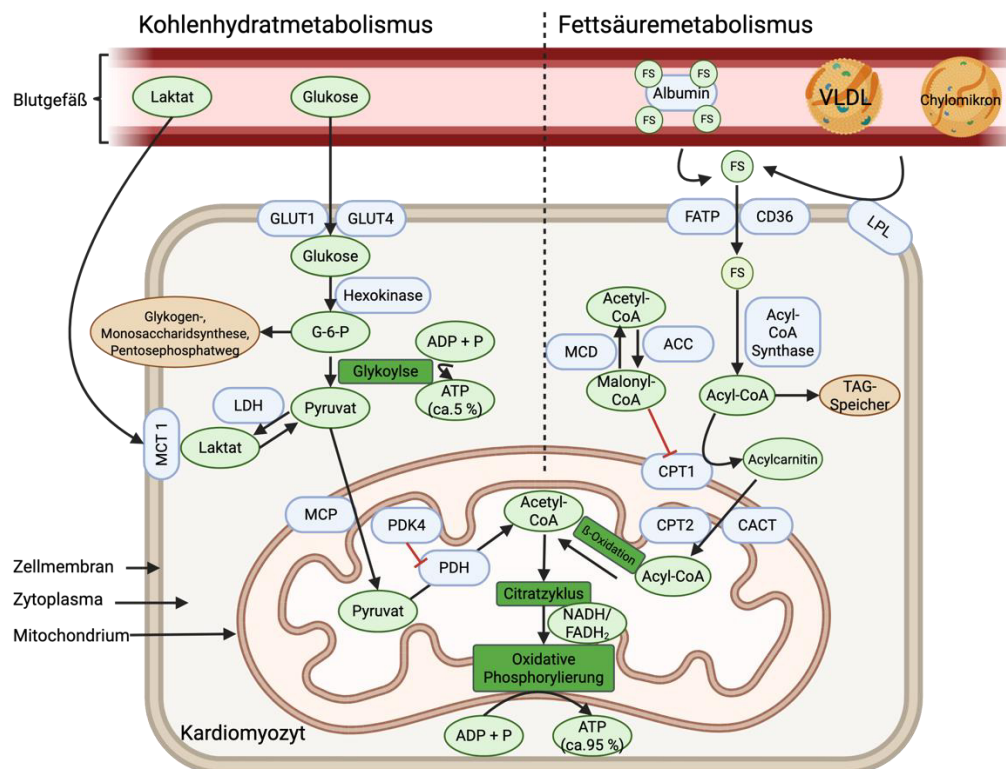 Kohlenhydratmetabolismus
Fettsäuremetabolismus
Blutgefäß
Laktat
Glukose
FS
FS
Albumin
FS
FS
VLDL
Chylomikron
FS
GLUT1
GLUT4
FATP
CD36
LPL
Glukose
FS
Hexokinase
Acetyl-
CoA
Acyl-
CoA
Synthase
Glykogen-,
Monosaccharidsynthese,
Pentosephosphatweg
G-6-P
ADP + P
MCD
ACC
Glykoylse
ATP
(ca.5 %)
Malonyl-
CoA
Acyl-CoA
TAG-
Speicher
LDH
Pyruvat
MCT 1
Laktat
Acylcarnitin
CPT1
MCP
PDK4
Acetyl-
CoA
CPT2
CACT
ß-Oxidation
PDH
Acyl-CoA
Zellmembran
Zytoplasma
Mitochondrium
Pyruvat
Citratzyklus
NADH/
FADH₂
Oxidative
Phosphorylierung
Kardiomyozyt
ADP + P
ATP
(ca.95 %)